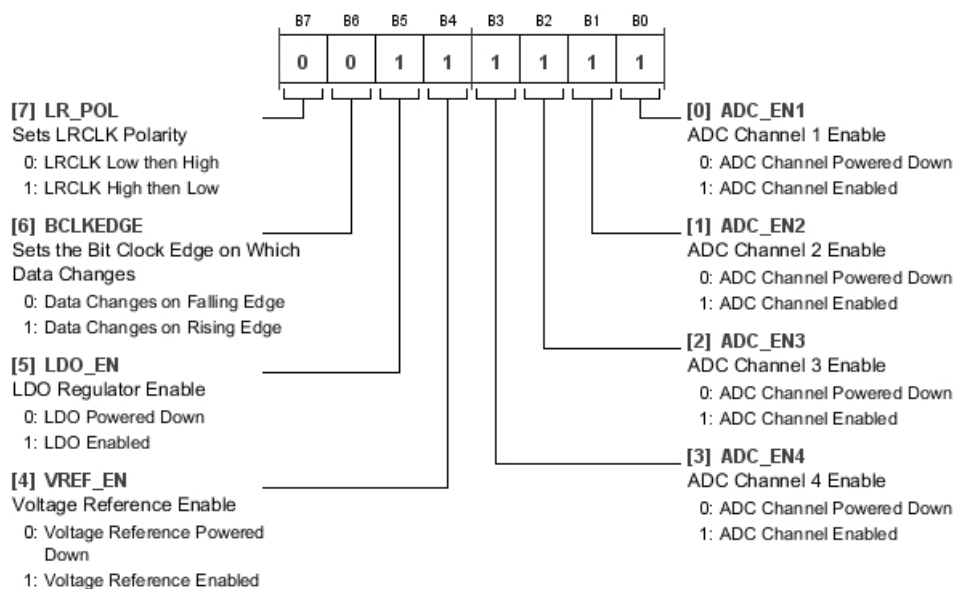 B7 B6 B5 B4 B3 B2 B1 B0
0 0 1 1 1 1 1 1
[7] LR_POL
Sets LRCLK Polarity
0: LRCLK Low then High
1: LRCLK High then Low
[6] BCLKEDGE
Sets the Bit Clock Edge on Which
Data Changes
0: Data Changes on Falling Edge
1: Data Changes on Rising Edge
[5] LDO_EN
LDO Regulator Enable
0: LDO Powered Down
1: LDO Enabled
[4] VREF_EN
Voltage Reference Enable
0: Voltage Reference Powered
Down
1: Voltage Reference Enabled
[0] ADC_EN1
ADC Channel 1 Enable
0: ADC Channel Powered Down
1: ADC Channel Enabled
[1] ADC_EN2
ADC Channel 2 Enable
0: ADC Channel Powered Down
1: ADC Channel Enabled
[2] ADC_EN3
ADC Channel 3 Enable
0: ADC Channel Powered Down
1: ADC Channel Enabled
[3] ADC_EN4
ADC Channel 4 Enable
0: ADC Channel Powered Down
1: ADC Channel Enabled